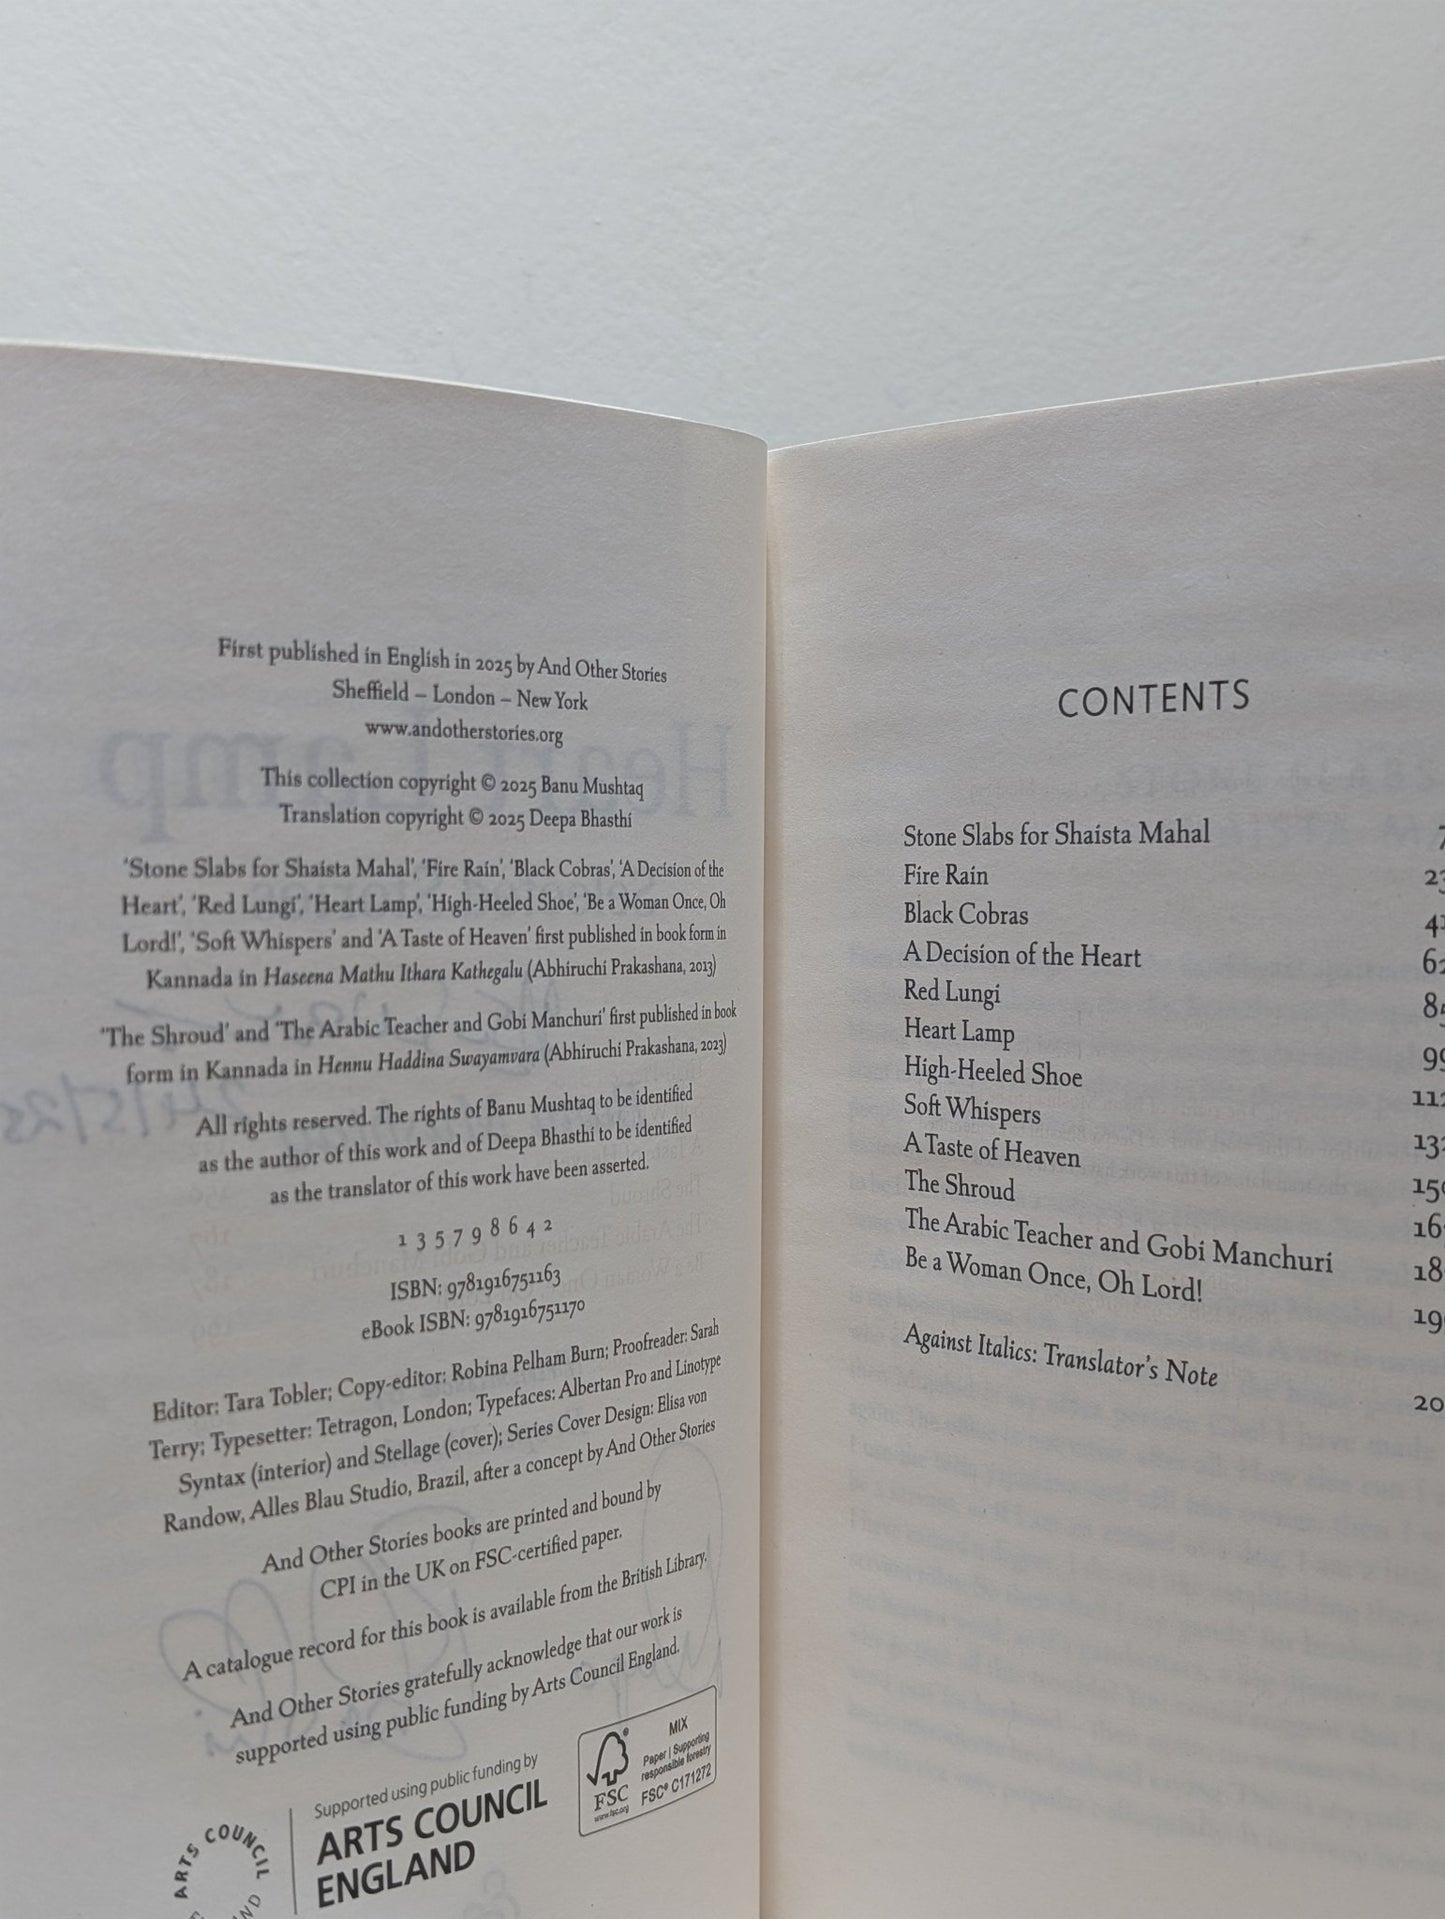 First published in English in 2025 by And Other Stories
Sheffield – London – New York
www.andotherstories.org
This collection copyright © 2025 Banu Mushtaq
Translation copyright © 2025 Deepa Bhasthi
‘Stone Slabs for Shaista Mahal’, ‘Fire Rain’, ‘Black Cobras’, ‘A Decision of the
Heart’, ‘Red Lungi’, ‘Heart Lamp’, ‘High-Heeled Shoe’, ‘Be a Woman Once, Oh
Lord!’, ‘Soft Whispers’ and ‘A Taste of Heaven’ first published in book form in
Kannada in Haseena Mathu Ithara Kathegalu (Abhiruchi Prakashana, 2013)
‘The Shroud’ and ‘The Arabic Teacher and Gobi Manchuri’ first published in book
form in Kannada in Hennu Haddina Swayamvara (Abhiruchi Prakashana, 2023)
All rights reserved. The rights of Banu Mushtaq to be identified
as the author of this work and of Deepa Bhasthi to be identified
as the translator of this work have been asserted.
1 3 5 7 9 8 6 4 2
ISBN: 9781916751163
eBook ISBN: 9781916751170
Editor: Tara Tobler; Copy-editor: Robina Pelham Burn; Proofreader: Sarah
Terry; Typesetter: Tetragon, London; Typefaces: Albertan Pro and Linotype
Syntax (interior) and Stellage (cover); Series Cover Design: Elisa von
Randow, Alles Blau Studio, Brazil, after a concept by And Other Stories
And Other Stories books are printed and bound by
CPI in the UK on FSC-certified paper.
A catalogue record for this book is available from the British Library.
And Other Stories gratefully acknowledge that our work is
supported using public funding by Arts Council England.
ARTS COUNCIL
Supported using public funding by
ARTS COUNCIL
ENGLAND
FSC
www.fsc.org
MIX
Paper | Supporting
responsible forestry
FSC® C171272
CONTENTS
Stone Slabs for Shaista Mahal 7
Fire Rain
Black Cobras
A Decision of the Heart
Red Lungi
Heart Lamp
High-Heeled Shoe
Soft Whispers
A Taste of Heaven
The Shroud
The Arabic Teacher and Gobi Manchuri
Be a Woman Once, Oh Lord!
Against Italics: Translator’s Note